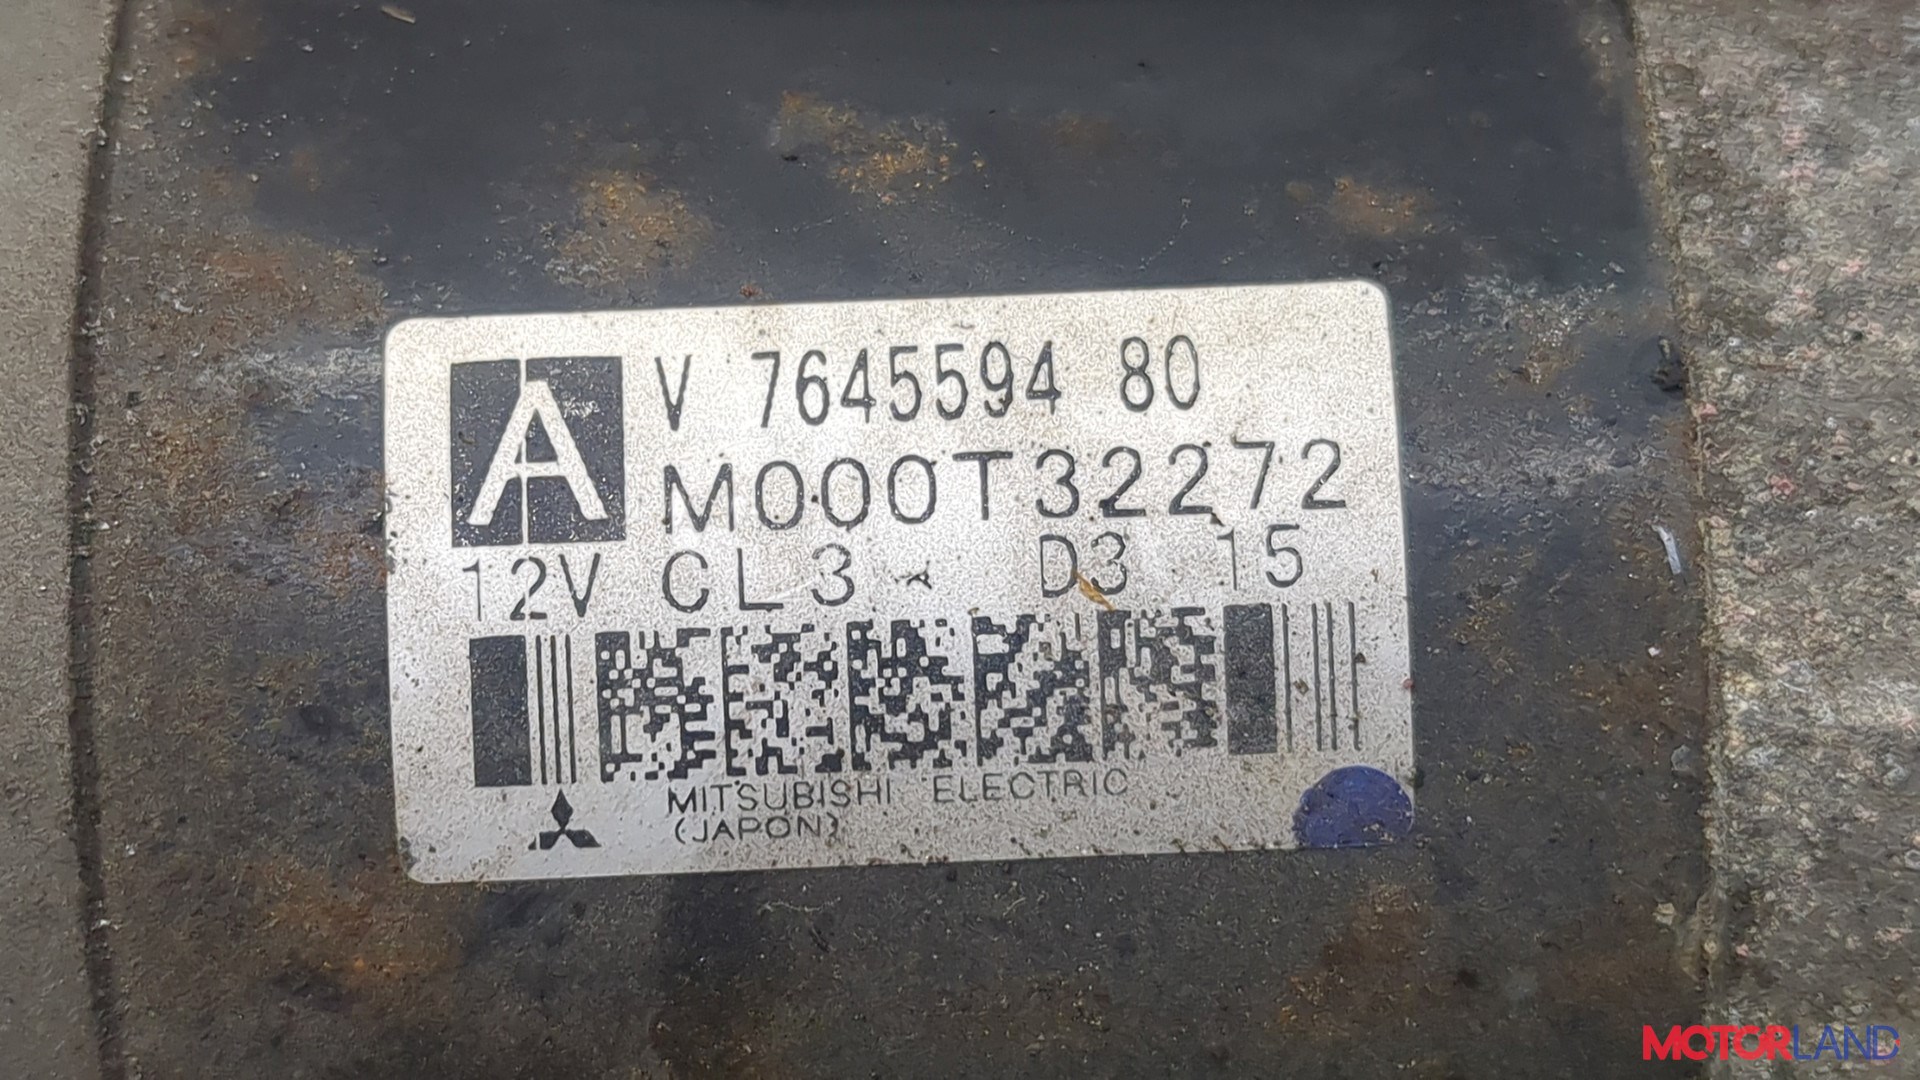 A
V 7645594 80
M000T32272
12V CL3 D3 15
MITSUBISHI ELECTRIC
(JAPON)
MOTORLAND